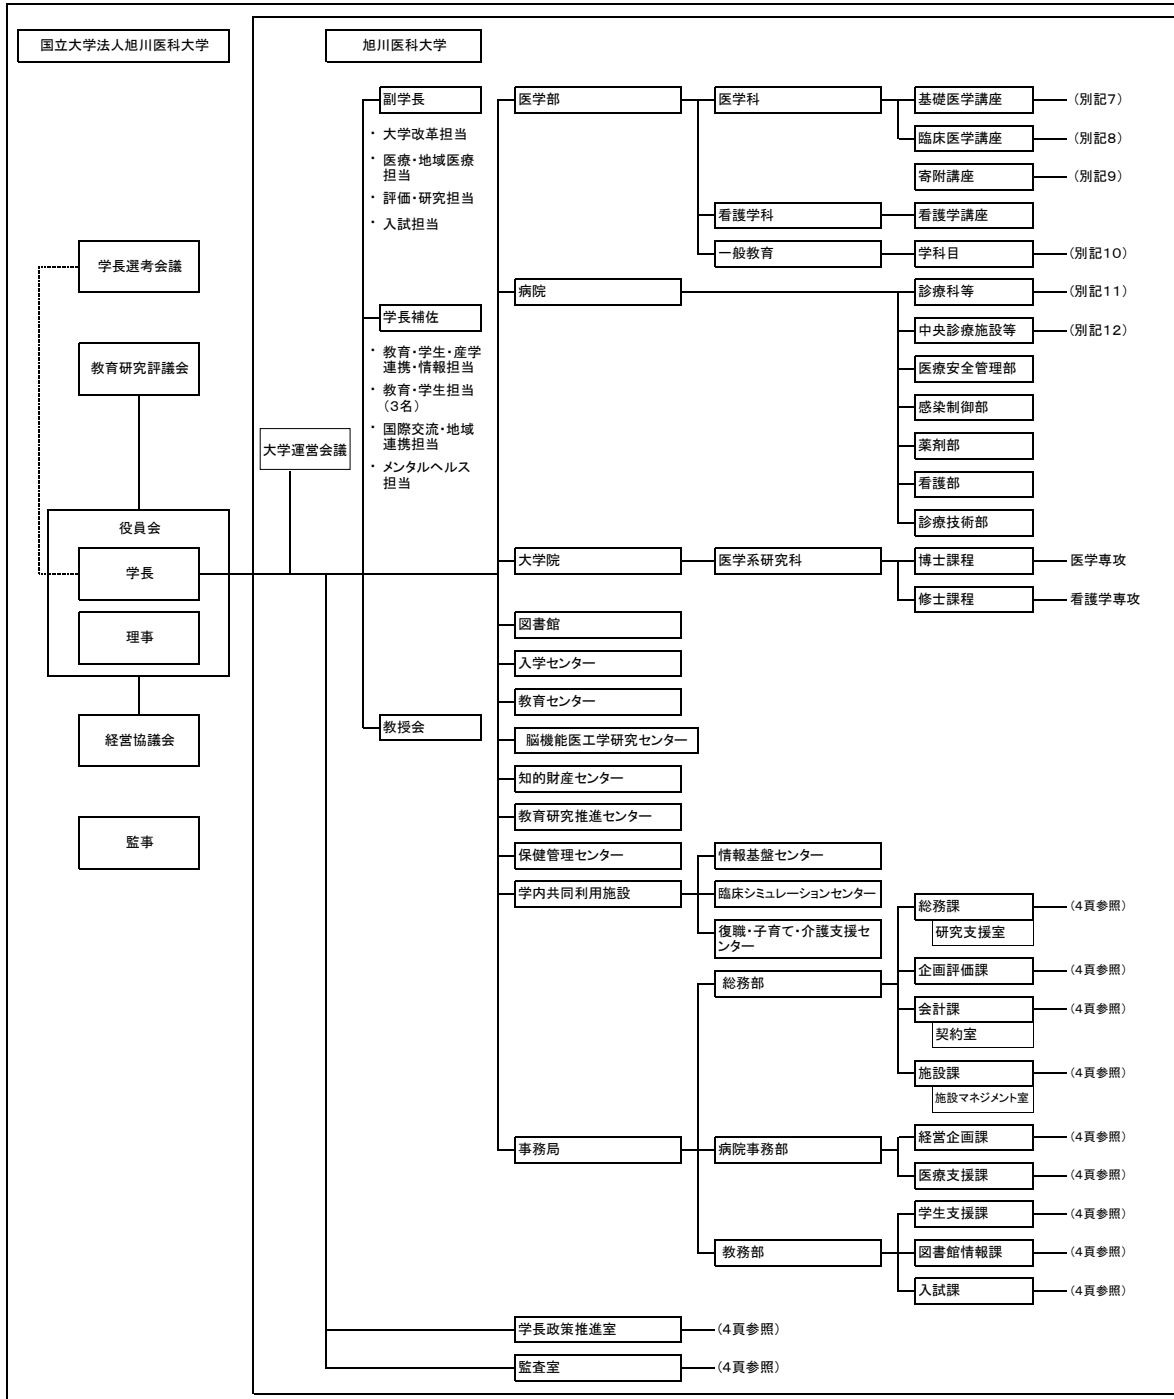 国立大学法人旭川医科大学
旭川医科大学
副学長
・ 大学改革担当
・ 医療・地域医療
担当
・ 評価・研究担当
・ 入試担当
医学部
医学科
基礎医学講座
(別記7)
臨床医学講座
(別記8)
寄附講座
(別記9)
看護学科
看護学講座
一般教育
学科目
(別記10)
学長選考会議
教育研究評議会
役員会
学長
理事
経営協議会
監事
大学運営会議
学長補佐
・ 教育・学生・産学
連携・情報担当
・ 教育・学生担当
(3名)
・ 国際交流・地域
連携担当
・ メンタルヘルス
担当
教授会
病院
診療科等
(別記11)
中央診療施設等
(別記12)
医療安全管理部
感染制御部
薬剤部
看護部
診療技術部
大学院
医学系研究科
博士課程
医学専攻
修士課程
看護学専攻
図書館
入学センター
教育センター
脳機能医工学研究センター
知的財産センター
教育研究推進センター
保健管理センター
学内共同利用施設
情報基盤センター
臨床シミュレーションセンター
復職・子育て・介護支援セ
ンター
事務局
総務部
総務課
(4頁参照)
研究支援室
企画評価課
(4頁参照)
会計課
(4頁参照)
契約室
施設課
(4頁参照)
施設マネジメント室
病院事務部
経営企画課
(4頁参照)
医療支援課
(4頁参照)
教務部
学生支援課
(4頁参照)
図書館情報課
(4頁参照)
入試課
(4頁参照)
学長政策推進室
(4頁参照)
監査室
(4頁参照)